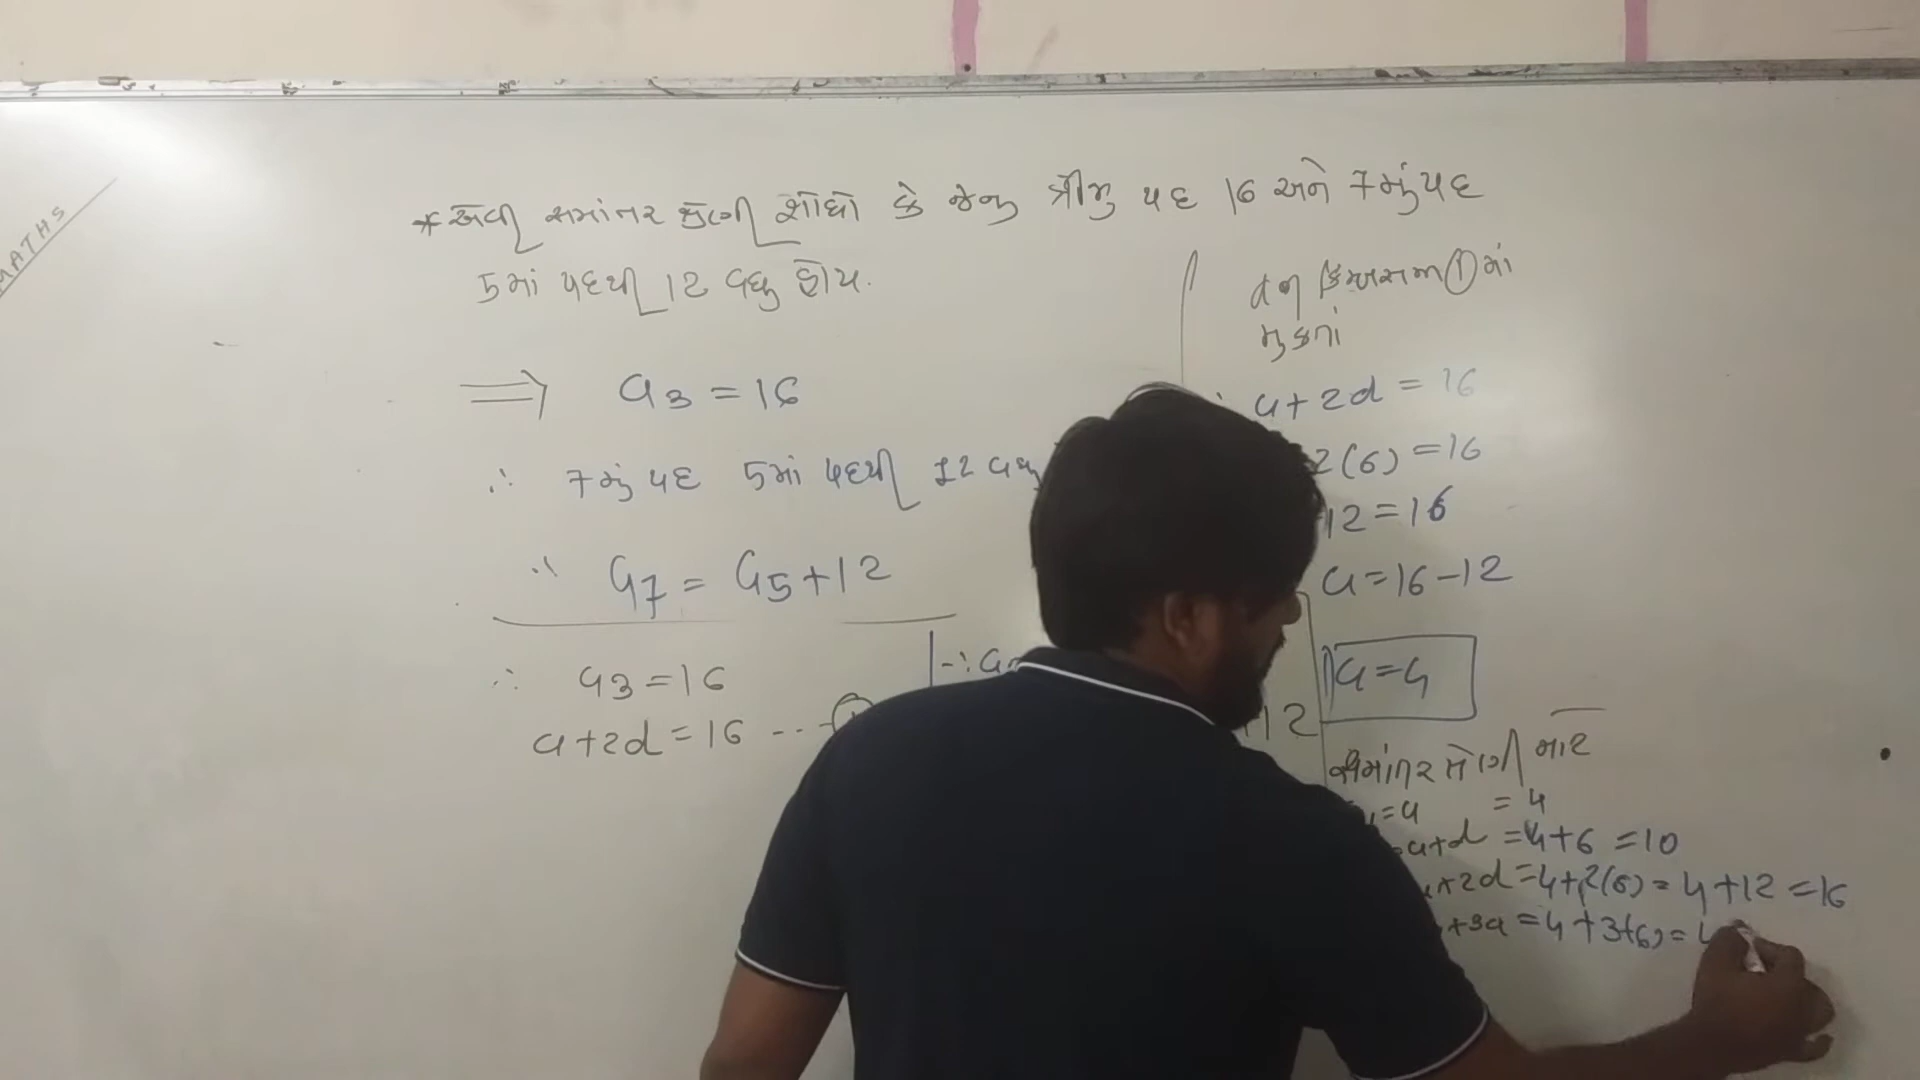 MATHS
* એવી સમાંતર શ્રેણી શોધો કે જેનુ ત્રીજુ પદ 16 અને 7મુંપદ
5માં પદથી 12 વધુ હોય.
⇒ a3 = 16
∴ 7મું પદ 5માં પદથી 12 વધુ
∴ a7 = a5 + 12
∴ a3 = 16
a + 2d = 16 ---
12
d ની કિંમત સમી ① માં
મુકતાં
a + 2d = 16
2(6) = 16
12 = 16
a = 16 - 12
a = 4
સમાંતર શ્રેણી માટે
= 4
a+d = 4+6 = 10
+2d = 4+2(6) = 4+12 = 16
+3d = 4+3(6) =